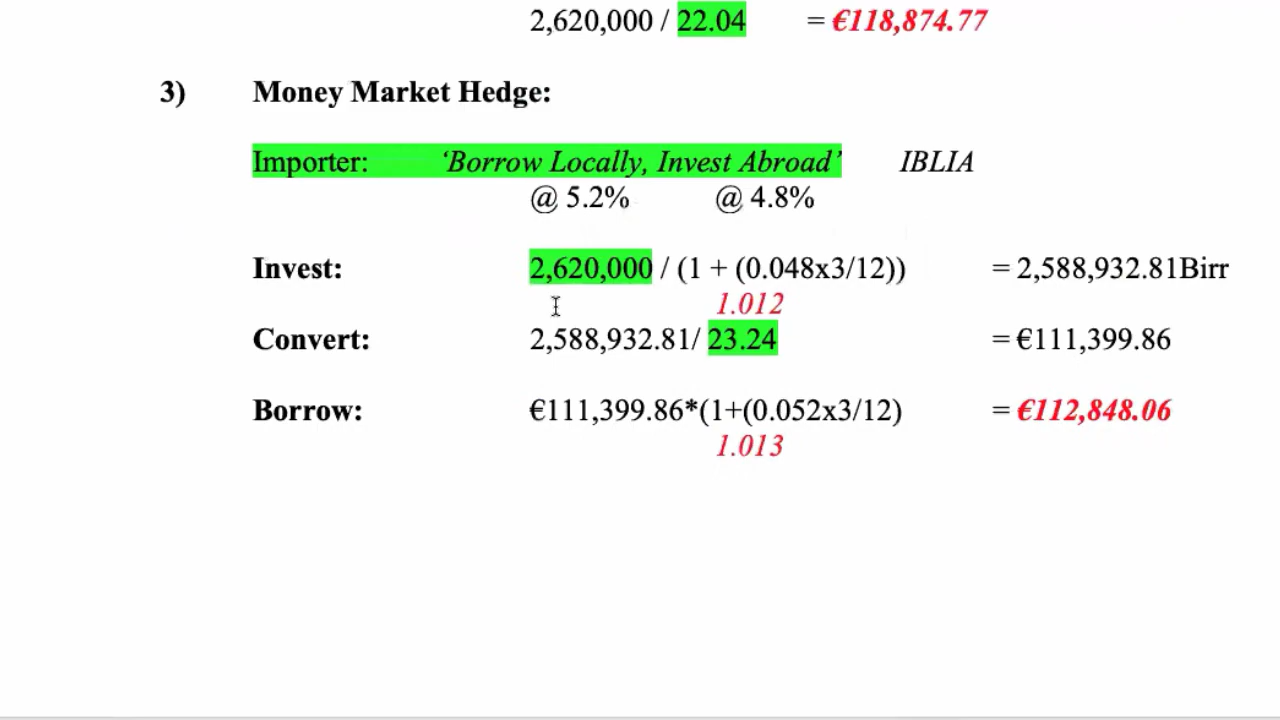 2,620,000 / 22.04 = €118,874.77
3) Money Market Hedge:
Importer: ‘Borrow Locally, Invest Abroad’ IBLIA
@ 5.2% @ 4.8%
Invest: 2,620,000 / (1 + (0.048x3/12)) = 2,588,932.81Birr
1.012
Convert: 2,588,932.81/ 23.24 = €111,399.86
Borrow: €111,399.86*(1+(0.052x3/12) = €112,848.06
1.013